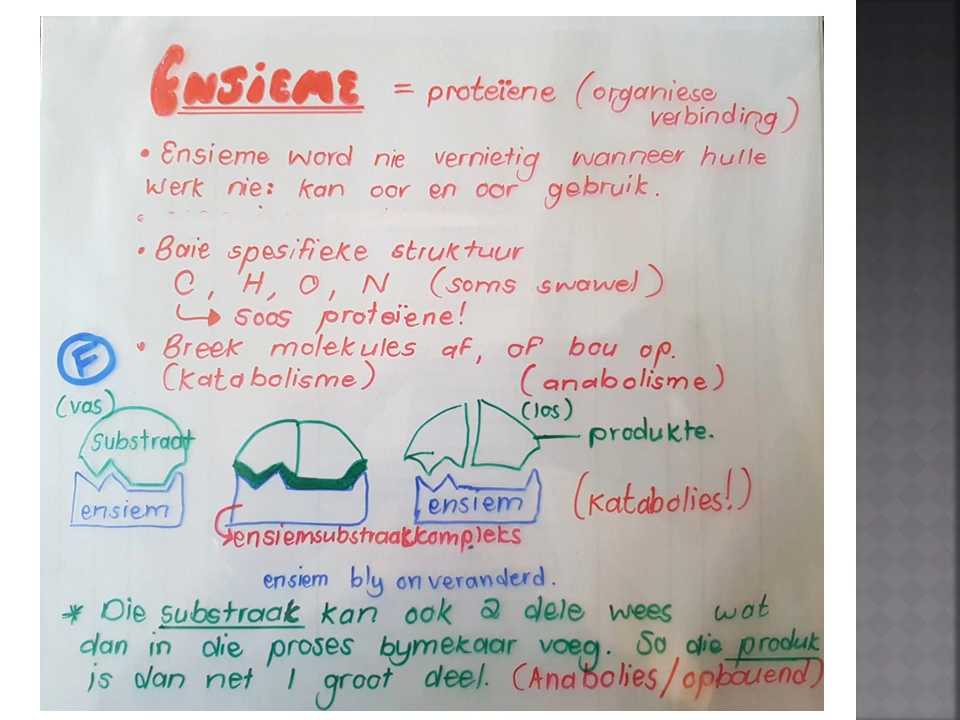 ENSIEME = proteïene (organiese
verbinding)
• Ensieme word nie vernietig wanneer hulle
werk nie: kan oor en oor gebruik.
• Baie spesifieke struktuur
C, H, O, N (soms swawel)
↳ soos proteïene!
F • Breek molekules af, of bou op.
(katabolisme) (anabolisme)
(vas) (los)
substraat produkte.
ensiem ensiem (katabolies!)
ensiemsubstraakkompleks
ensiem bly onveranderd.
* Die substraak kan ook 2 dele wees wat
dan in die proses bymekaar voeg. So die produk
is dan net 1 groot deel. (Anabolies/opbouend)